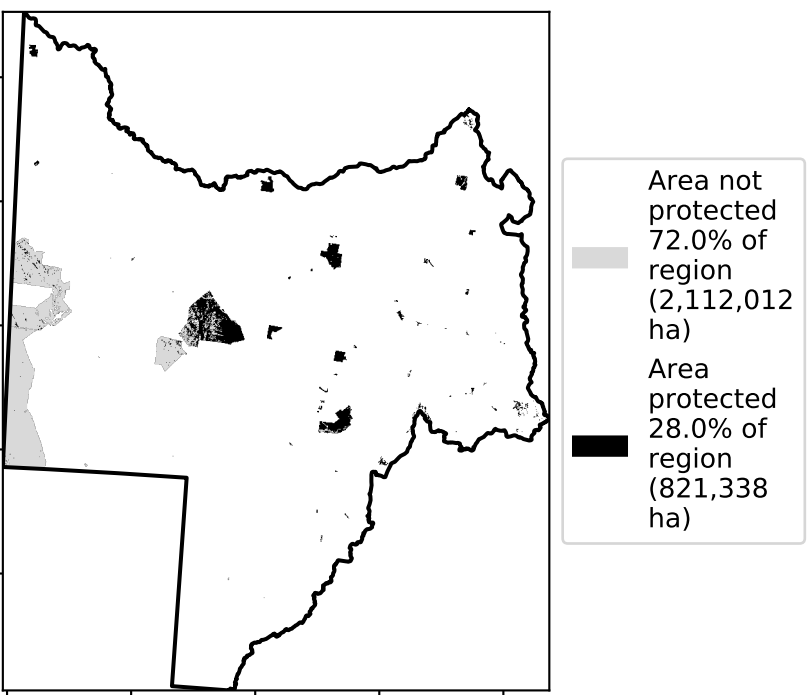 Area not
protected
72.0% of
region
(2,112,012
ha)
Area
protected
28.0% of
region
(821,338
ha)